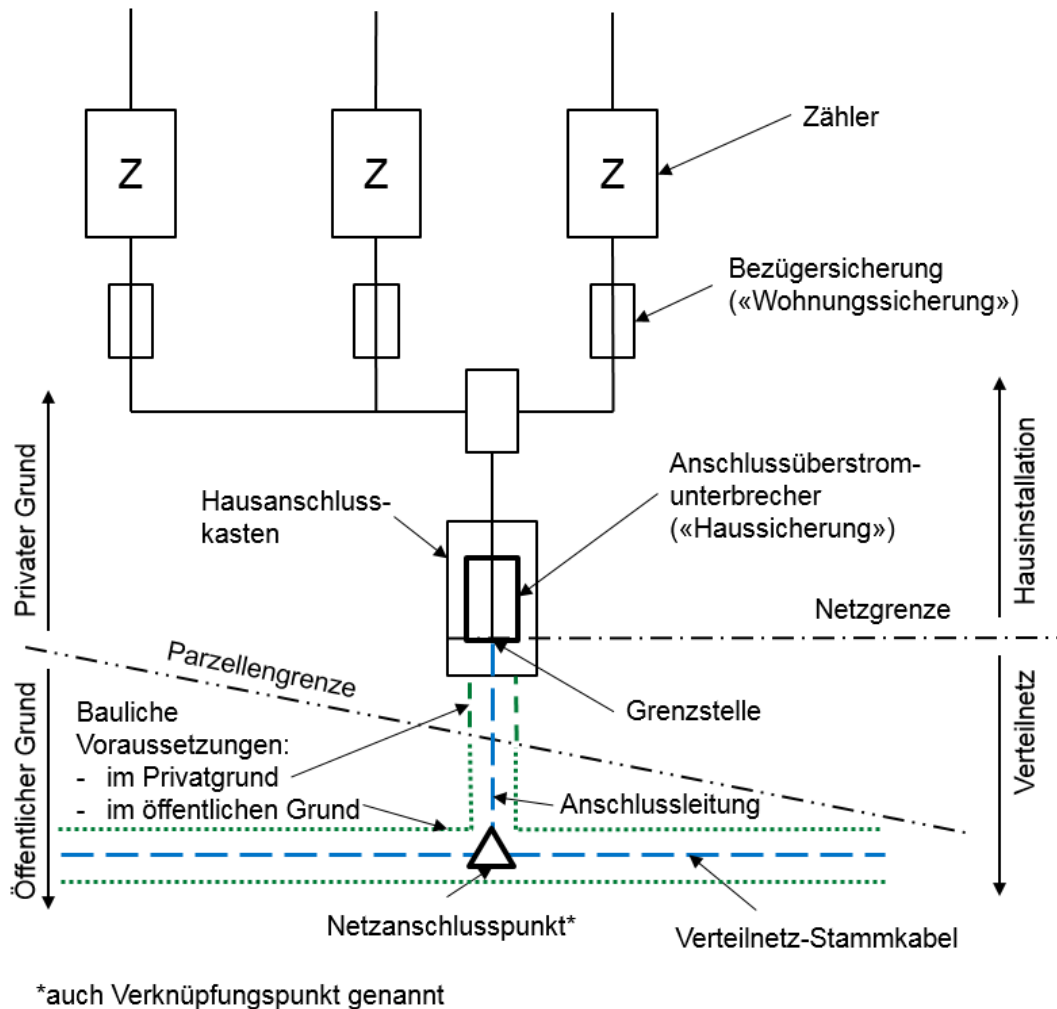 Zähler
Z
Z
Z
Bezügersicherung
(«Wohnungssicherung»)
Privater Grund
Hausinstallation
Hausanschluss-
kasten
Anschlussüberstrom-
unterbrecher
(«Haussicherung»)
Netzgrenze
Parzellengrenze
Öffentlicher Grund
Verteilnetz
Bauliche
Voraussetzungen:
- im Privatgrund
- im öffentlichen Grund
Grenzstelle
Anschlussleitung
Netzanschlusspunkt*
Verteilnetz-Stammkabel
*auch Verknüpfungspunkt genannt